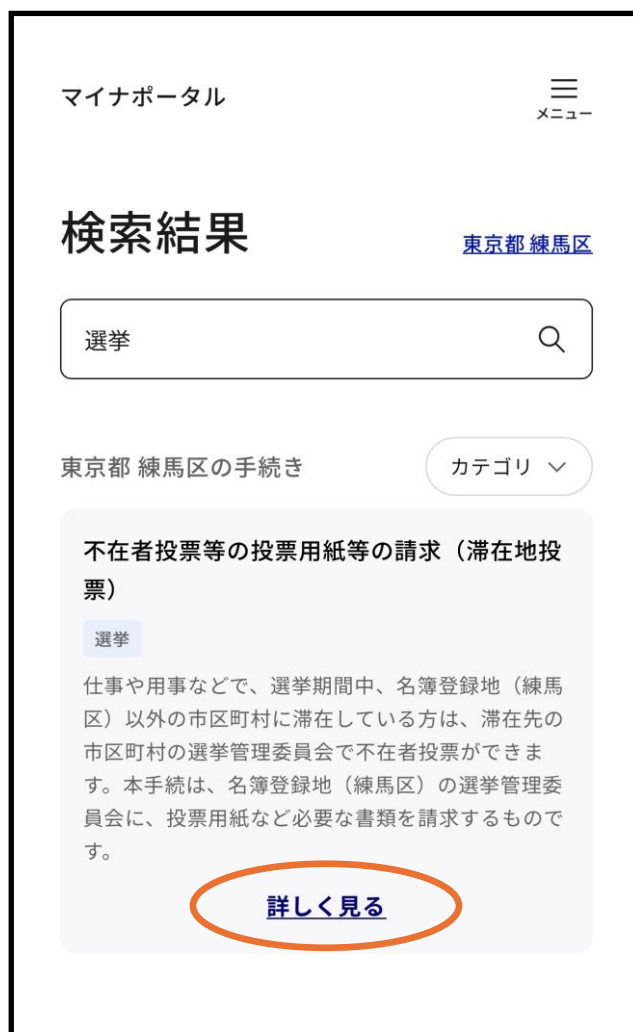 マイナポータル
メニュー
検索結果
東京都 練馬区
選挙
東京都 練馬区の手続き
カテゴリ
不在者投票等の投票用紙等の請求（滞在地投
票）
選挙
仕事や用事などで、選挙期間中、名簿登録地（練馬
区）以外の市区町村に滞在している方は、滞在先の
市区町村の選挙管理委員会で不在者投票ができま
す。本手続は、名簿登録地（練馬区）の選挙管理委
員会に、投票用紙など必要な書類を請求するもので
す。
詳しく見る